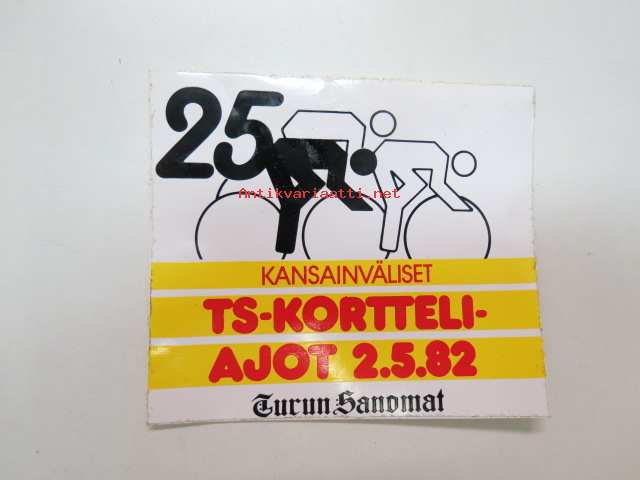 25
Antikvariaatti.net
KANSAINVÄLISET
TS-KORTTELI-
AJOT 2.5.82
Turun Sanomat